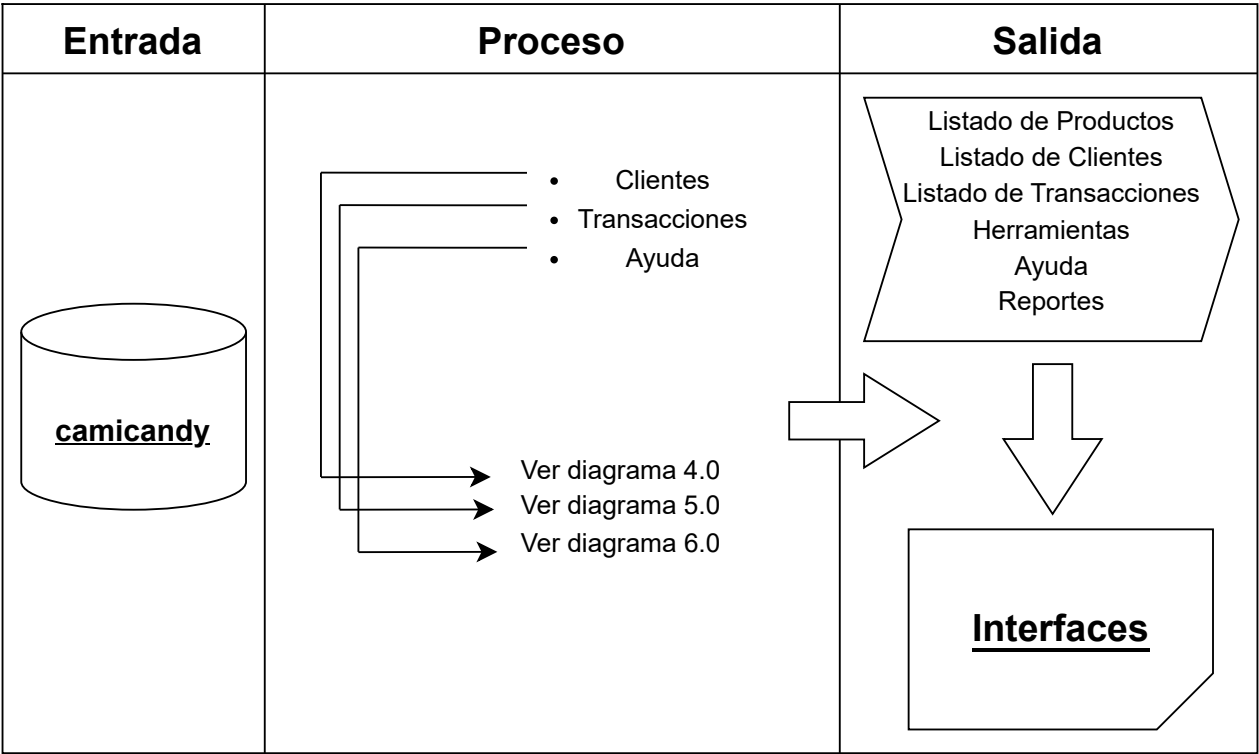 Entrada
Proceso
Salida
camicandy
• Clientes
• Transacciones
• Ayuda
Ver diagrama 4.0
Ver diagrama 5.0
Ver diagrama 6.0
Listado de Productos
Listado de Clientes
Listado de Transacciones
Herramientas
Ayuda
Reportes
Interfaces